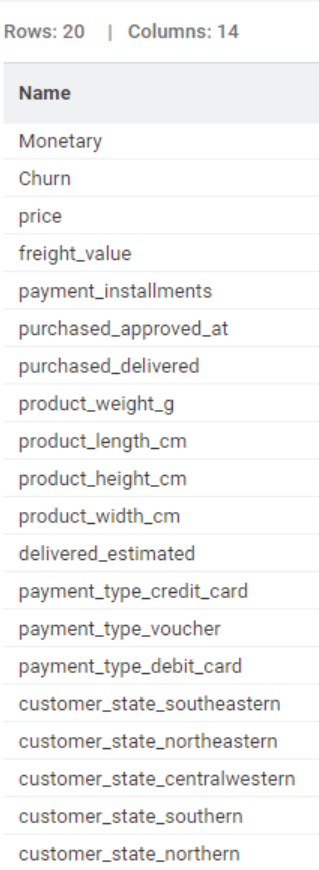 Rows: 20 | Columns: 14
Name
Monetary
Churn
price
freight_value
payment_installments
purchased_approved_at
purchased_delivered
product_weight_g
product_length_cm
product_height_cm
product_width_cm
delivered_estimated
payment_type_credit_card
payment_type_voucher
payment_type_debit_card
customer_state_southeastern
customer_state_northeastern
customer_state_centralwestern
customer_state_southern
customer_state_northern